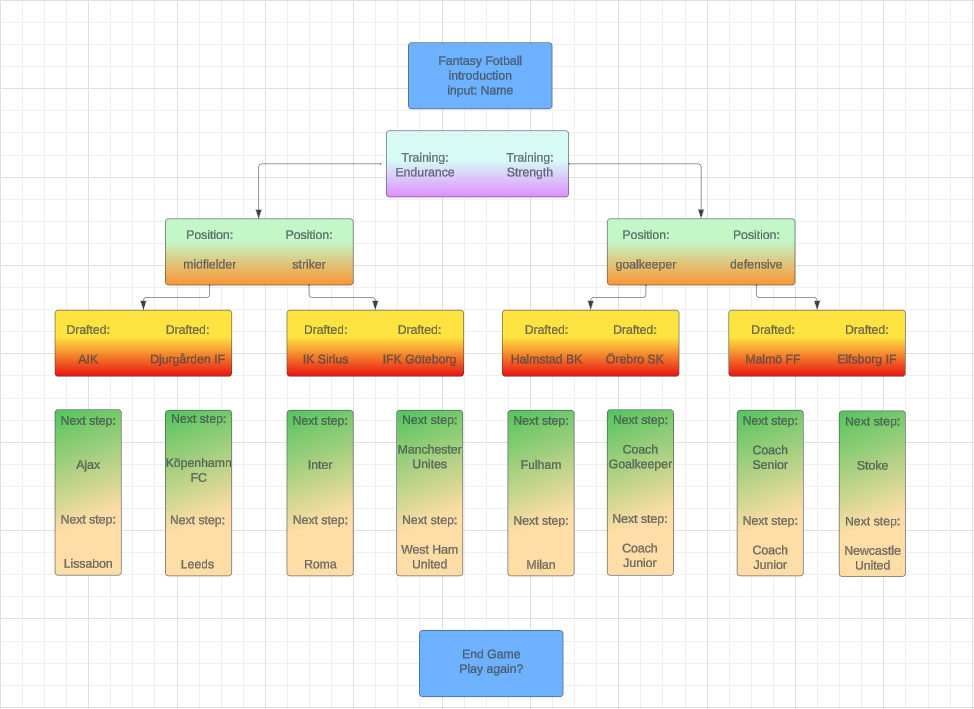 Fantasy Fotball
introduction
input: Name
Training:
Endurance
Training:
Strength
Position:
midfielder
Position:
striker
Position:
goalkeeper
Position:
defensive
Drafted:
AIK
Drafted:
Djurgården IF
Drafted:
IK Sirius
Drafted:
IFK Göteborg
Drafted:
Halmstad BK
Drafted:
Örebro SK
Drafted:
Malmö FF
Drafted:
Elfsborg IF
Next step:
Ajax
Next step:
Lissabon
Next step:
Köpenhamn
FC
Next step:
Leeds
Next step:
Inter
Next step:
Roma
Next step:
Manchester
Unites
Next step:
West Ham
United
Next step:
Fulham
Next step:
Milan
Next step:
Coach
Goalkeeper
Next step:
Coach
Junior
Next step:
Coach
Senior
Next step:
Coach
Junior
Next step:
Stoke
Next step:
Newcastle
United
End Game
Play again?